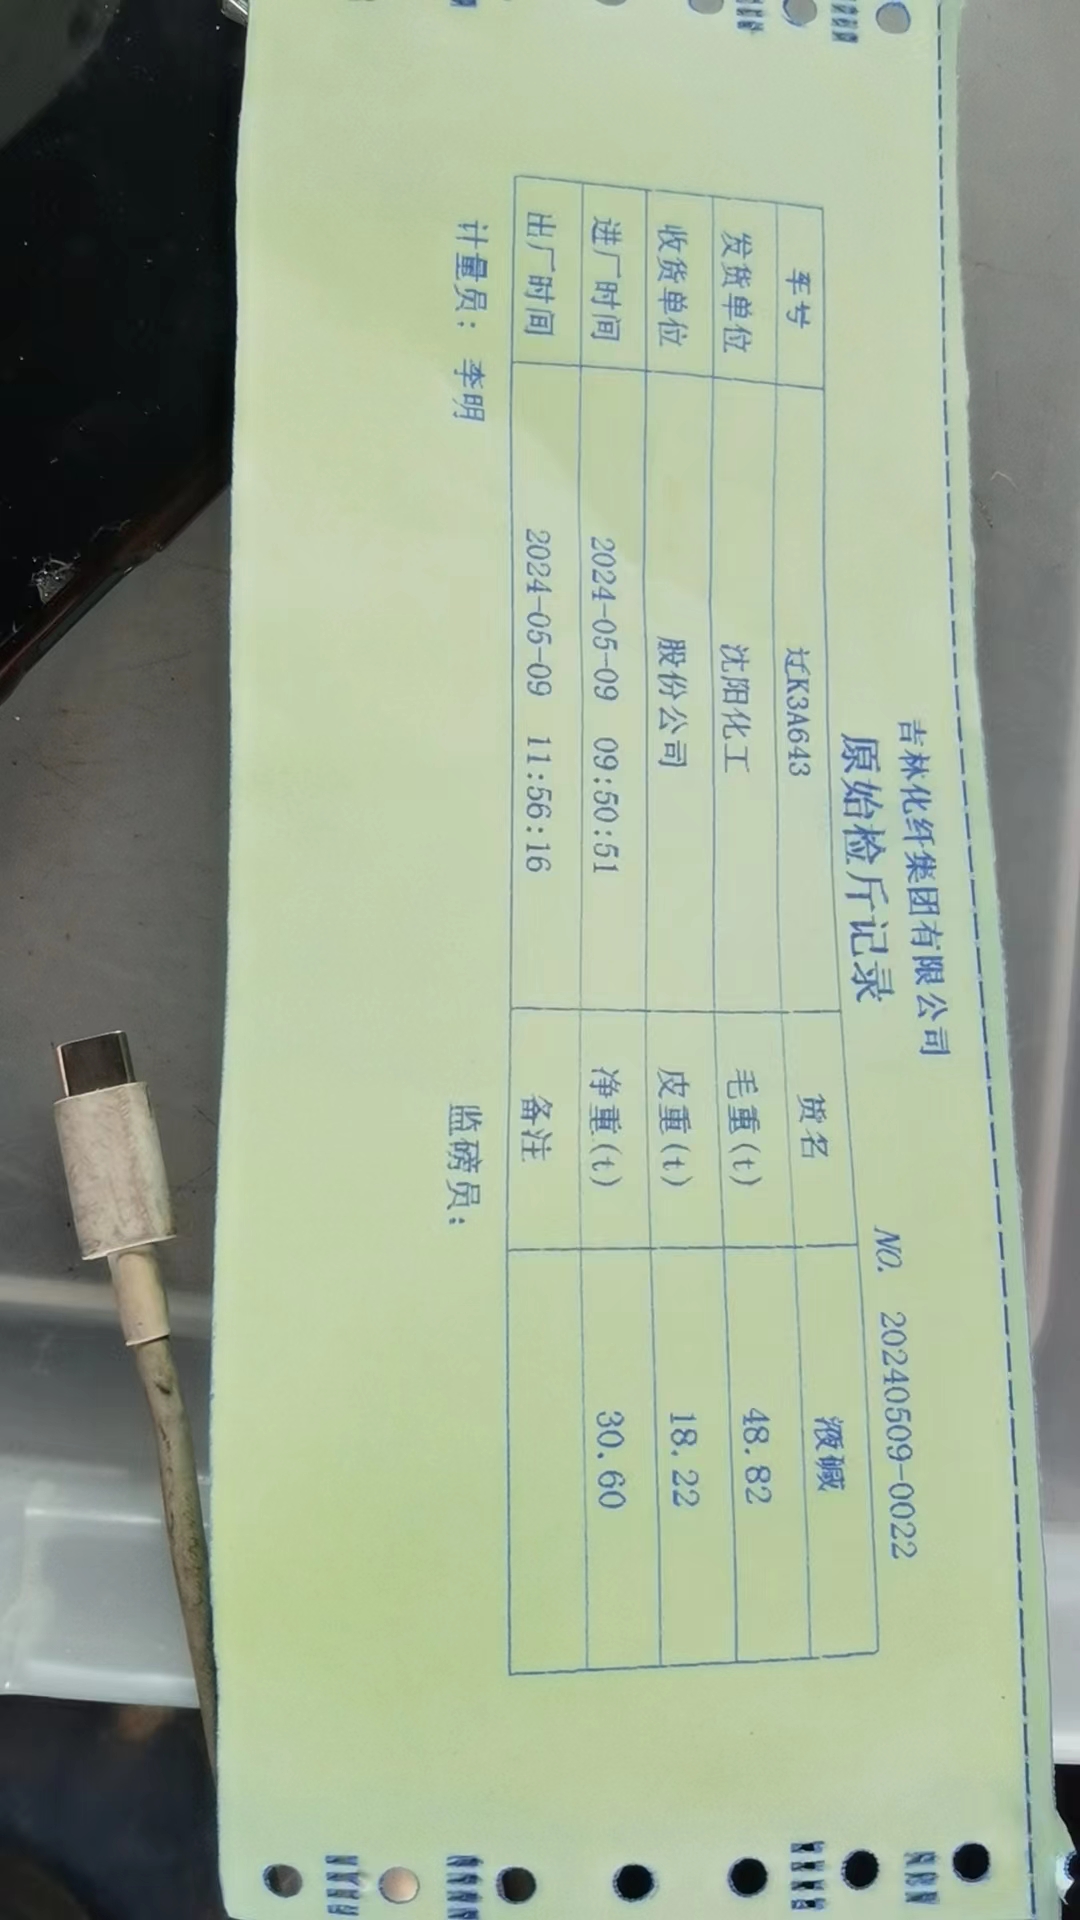 吉林化纤集团有限公司
原始检斤记录
NO. 20240509-0022
车号 辽K3A643 货名 液碱
发货单位 沈阳化工 毛重(t) 48.82
收货单位 股份公司 皮重(t) 18.22
进厂时间 2024-05-09 09:50:51 净重(t) 30.60
出厂时间 2024-05-09 11:56:16 备注
计量员: 李明 监磅员: